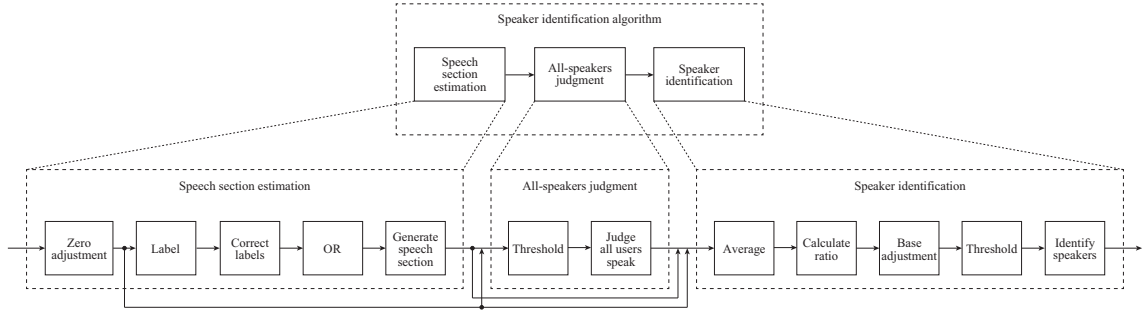 Speaker identification algorithm
Speech
section
estimation
All-speakers
judgment
Speaker
identification
Speech section estimation
All-speakers judgment
Speaker identification
Zero
adjustment
Label
Correct
labels
OR
Generate
speech
section
Threshold
Judge
all users
speak
Average
Calculate
ratio
Base
adjustment
Threshold
Identify
speakers